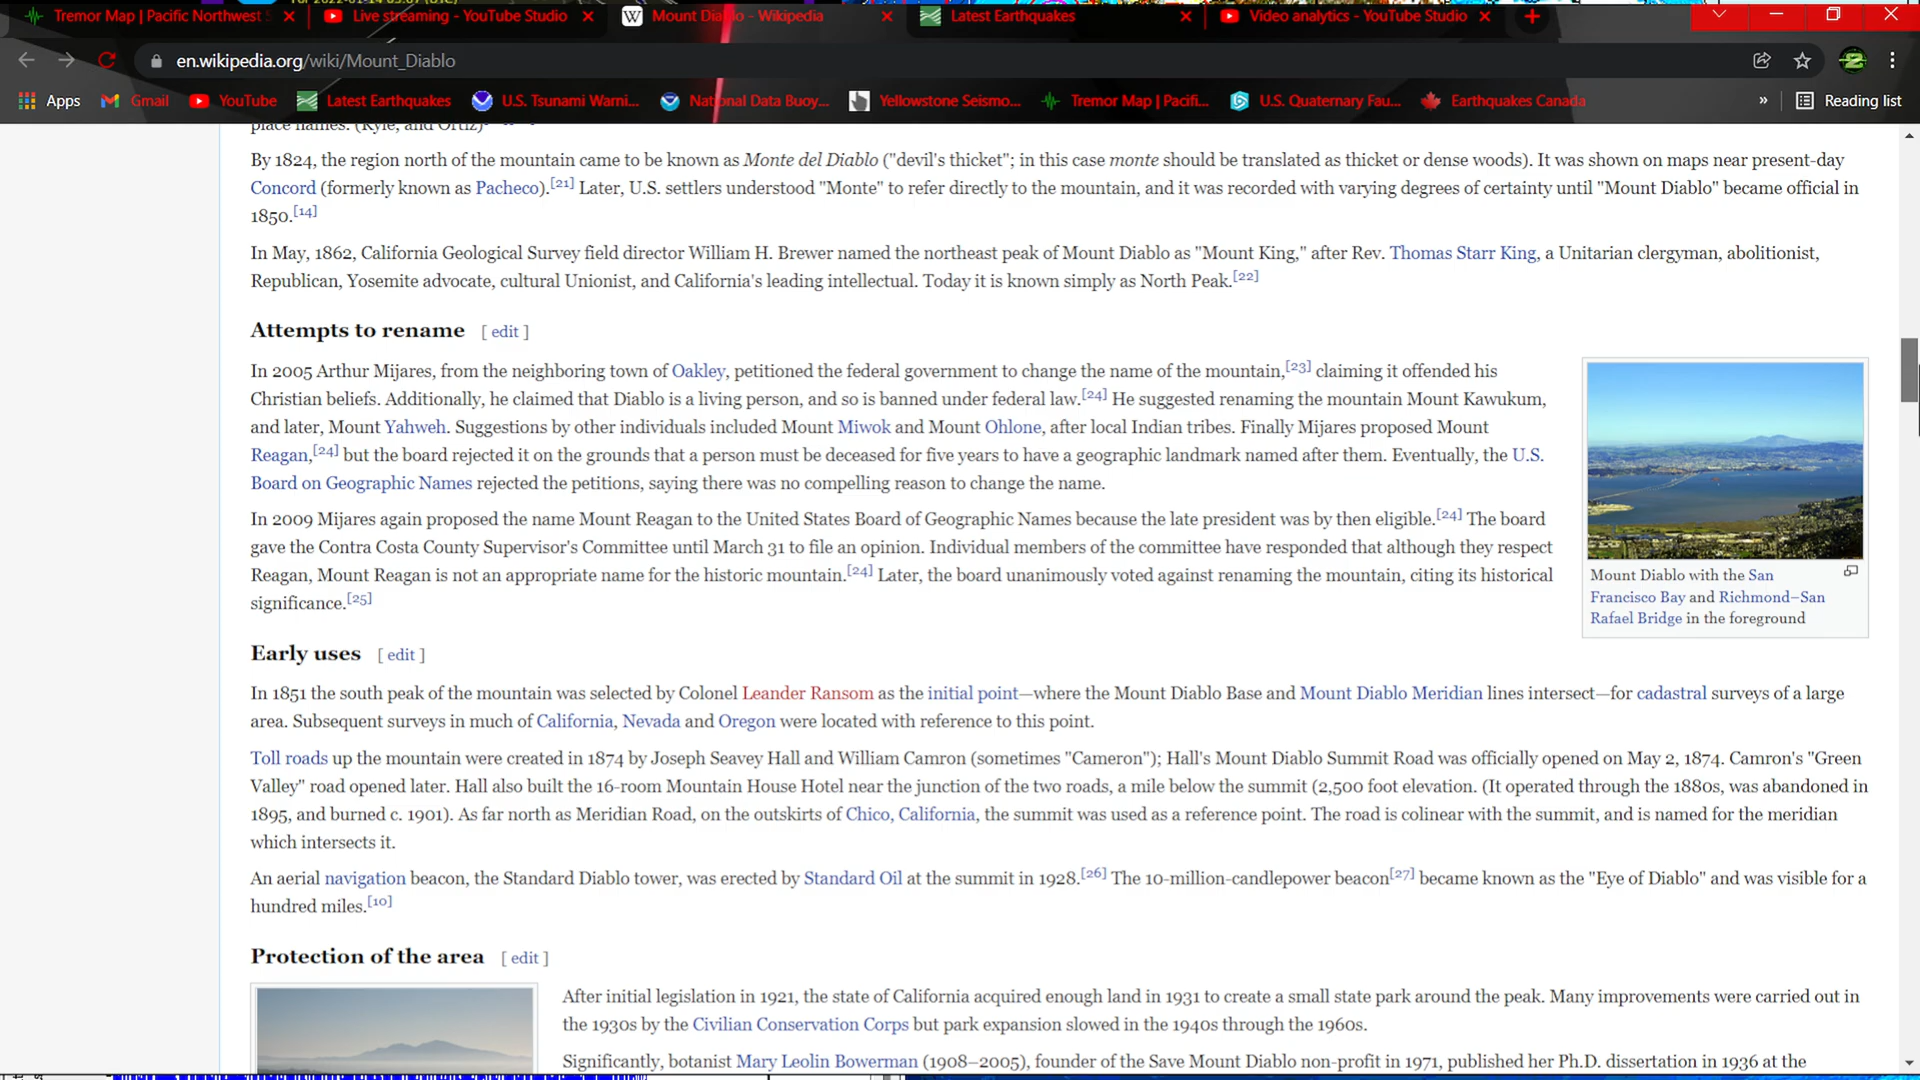 Tremor Map | Pacific Northwest S
Live streaming - YouTube Studio
Mount Diablo - Wikipedia
Latest Earthquakes
Video analytics - YouTube Studio
en.wikipedia.org/wiki/Mount_Diablo
Apps Gmail YouTube Latest Earthquakes U.S. Tsunami Warni... National Data Buoy... Yellowstone Seismo... Tremor Map | Pacifi... U.S. Quaternary Fau... Earthquakes Canada » Reading list
place names. (Kyle, and Ortiz)
By 1824, the region north of the mountain came to be known as Monte del Diablo ("devil's thicket"; in this case monte should be translated as thicket or dense woods). It was shown on maps near present-day
Concord (formerly known as Pacheco).[21] Later, U.S. settlers understood "Monte" to refer directly to the mountain, and it was recorded with varying degrees of certainty until "Mount Diablo" became official in
1850.[14]
In May, 1862, California Geological Survey field director William H. Brewer named the northeast peak of Mount Diablo as "Mount King," after Rev. Thomas Starr King, a Unitarian clergyman, abolitionist,
Republican, Yosemite advocate, cultural Unionist, and California's leading intellectual. Today it is known simply as North Peak.[22]
Attempts to rename [ edit ]
In 2005 Arthur Mijares, from the neighboring town of Oakley, petitioned the federal government to change the name of the mountain,[23] claiming it offended his
Christian beliefs. Additionally, he claimed that Diablo is a living person, and so is banned under federal law.[24] He suggested renaming the mountain Mount Kawukum,
and later, Mount Yahweh. Suggestions by other individuals included Mount Miwok and Mount Ohlone, after local Indian tribes. Finally Mijares proposed Mount
Reagan,[24] but the board rejected it on the grounds that a person must be deceased for five years to have a geographic landmark named after them. Eventually, the U.S.
Board on Geographic Names rejected the petitions, saying there was no compelling reason to change the name.
In 2009 Mijares again proposed the name Mount Reagan to the United States Board of Geographic Names because the late president was by then eligible.[24] The board
gave the Contra Costa County Supervisor's Committee until March 31 to file an opinion. Individual members of the committee have responded that although they respect
Reagan, Mount Reagan is not an appropriate name for the historic mountain.[24] Later, the board unanimously voted against renaming the mountain, citing its historical
significance.[25]
Mount Diablo with the San
Francisco Bay and Richmond–San
Rafael Bridge in the foreground
Early uses [ edit ]
In 1851 the south peak of the mountain was selected by Colonel Leander Ransom as the initial point—where the Mount Diablo Base and Mount Diablo Meridian lines intersect—for cadastral surveys of a large
area. Subsequent surveys in much of California, Nevada and Oregon were located with reference to this point.
Toll roads up the mountain were created in 1874 by Joseph Seavey Hall and William Camron (sometimes "Cameron"); Hall's Mount Diablo Summit Road was officially opened on May 2, 1874. Camron's "Green
Valley" road opened later. Hall also built the 16-room Mountain House Hotel near the junction of the two roads, a mile below the summit (2,500 foot elevation. (It operated through the 1880s, was abandoned in
1895, and burned c. 1901). As far north as Meridian Road, on the outskirts of Chico, California, the summit was used as a reference point. The road is colinear with the summit, and is named for the meridian
which intersects it.
An aerial navigation beacon, the Standard Diablo tower, was erected by Standard Oil at the summit in 1928.[26] The 10-million-candlepower beacon[27] became known as the "Eye of Diablo" and was visible for a
hundred miles.[10]
Protection of the area [ edit ]
After initial legislation in 1921, the state of California acquired enough land in 1931 to create a small state park around the peak. Many improvements were carried out in
the 1930s by the Civilian Conservation Corps but park expansion slowed in the 1940s through the 1960s.
Significantly, botanist Mary Leolin Bowerman (1908–2005), founder of the Save Mount Diablo non-profit in 1971, published her Ph.D. dissertation in 1936 at the